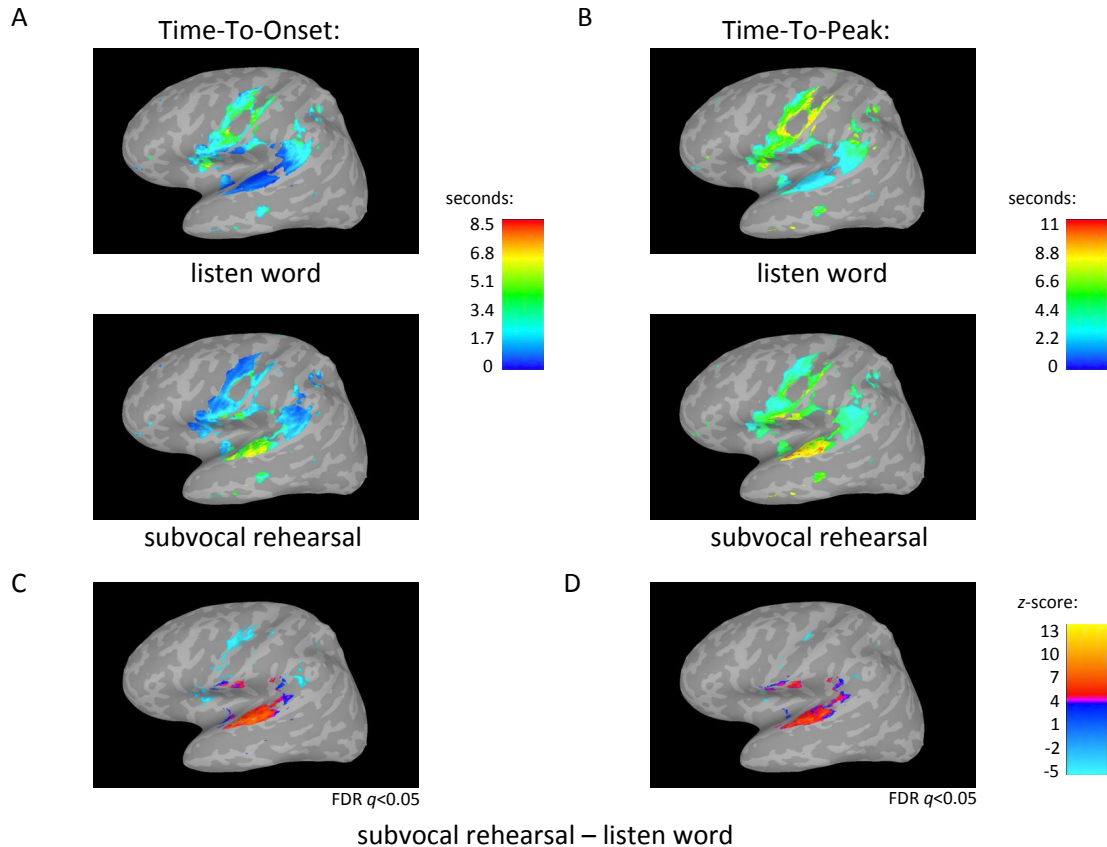 A
Time-To-Onset:
B
Time-To-Peak:
listen word
seconds:
8.5
6.8
5.1
3.4
1.7
0
listen word
seconds:
11
8.8
6.6
4.4
2.2
0
subvocal rehearsal
subvocal rehearsal
C
FDR q<0.05
D
FDR q<0.05
z-score:
13
10
7
4
1
-2
-5
subvocal rehearsal – listen word